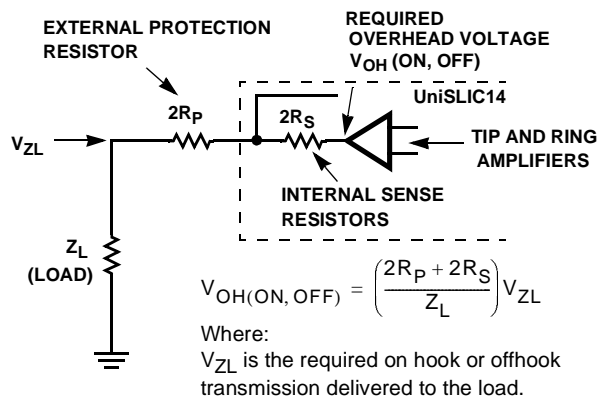 EXTERNAL PROTECTION
RESISTOR
REQUIRED
OVERHEAD VOLTAGE
VOH (ON, OFF)
UniSLIC14
2RP
2RS
VZL
TIP AND RING
AMPLIFIERS
INTERNAL SENSE
RESISTORS
ZL
(LOAD)
VOH(ON, OFF) = ((2RP + 2RS)/ZL) VZL
Where:
VZL is the required on hook or offhook
transmission delivered to the load.